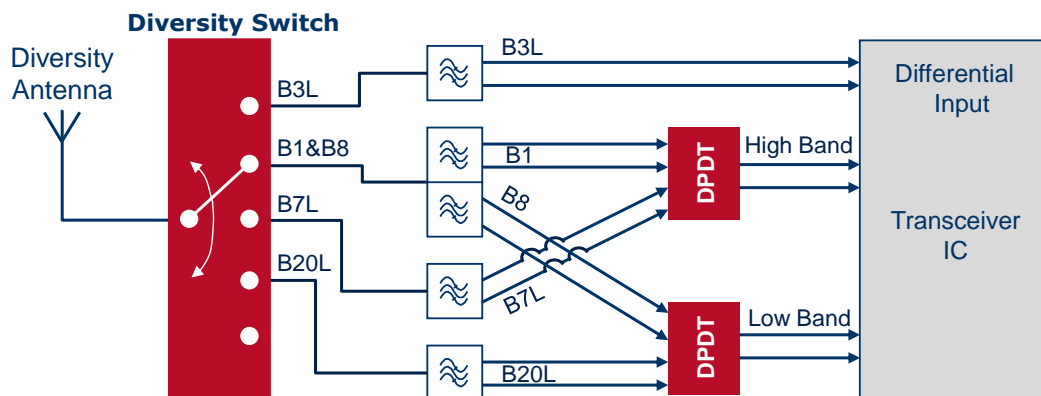 Diversity Switch
Diversity
Antenna
B3L
B1&B8
B7L
B20L
B3L
B1
B8
B7L
B20L
DPDT
DPDT
High Band
Low Band
Differential
Input
Transceiver
IC